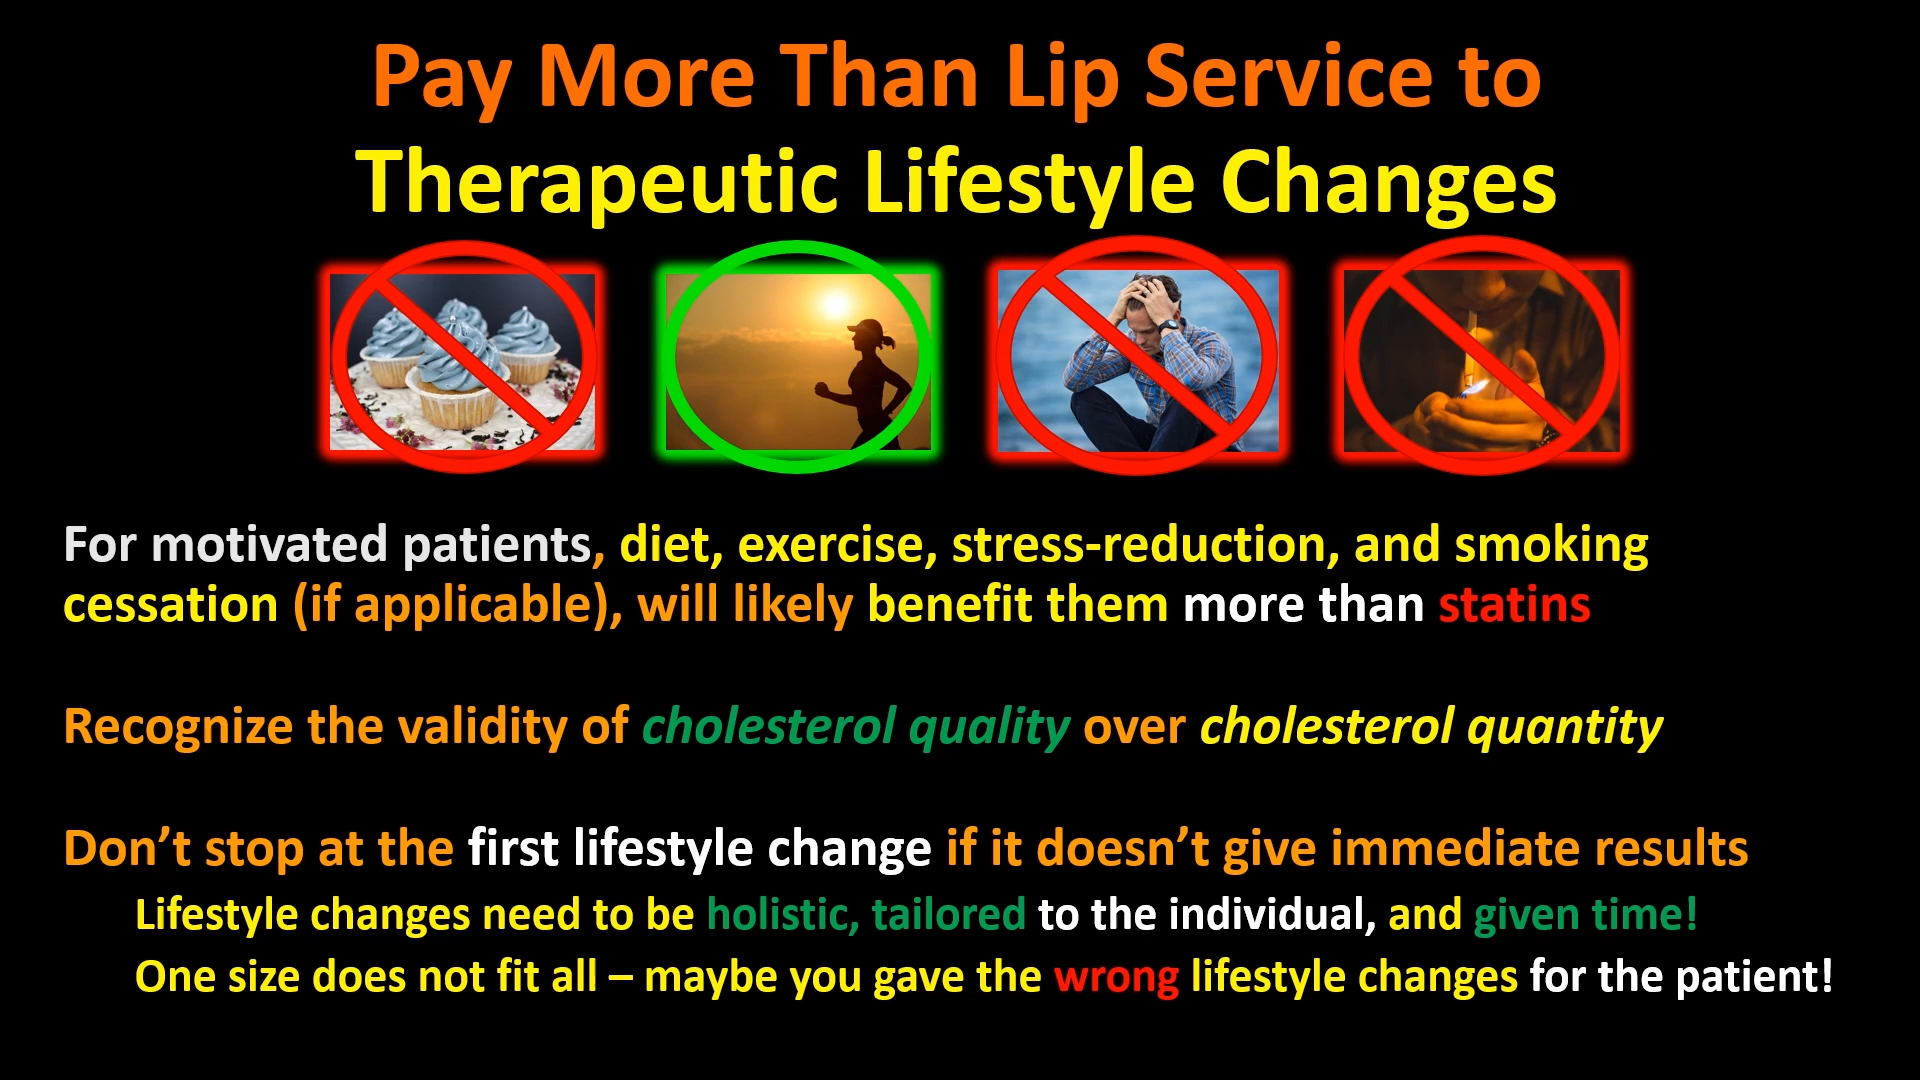 Pay More Than Lip Service to
Therapeutic Lifestyle Changes
For motivated patients, diet, exercise, stress-reduction, and smoking
cessation (if applicable), will likely benefit them more than statins
Recognize the validity of cholesterol quality over cholesterol quantity
Don’t stop at the first lifestyle change if it doesn’t give immediate results
Lifestyle changes need to be holistic, tailored to the individual, and given time!
One size does not fit all – maybe you gave the wrong lifestyle changes for the patient!